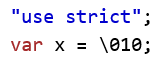 "use strict";
var x = \010;